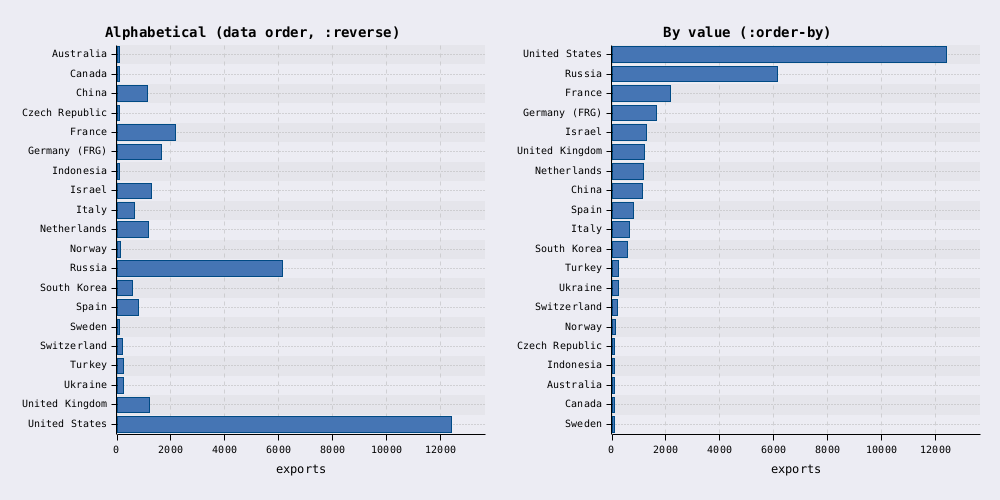 Alphabetical (data order, :reverse)
Australia
Canada
China
Czech Republic
France
Germany (FRG)
Indonesia
Israel
Italy
Netherlands
Norway
Russia
South Korea
Spain
Sweden
Switzerland
Turkey
Ukraine
United Kingdom
United States
0 2000 4000 6000 8000 10000 12000
exports
By value (:order-by)
United States
Russia
France
Germany (FRG)
Israel
United Kingdom
Netherlands
China
Spain
Italy
South Korea
Turkey
Ukraine
Switzerland
Norway
Czech Republic
Indonesia
Australia
Canada
Sweden
0 2000 4000 6000 8000 10000 12000
exports